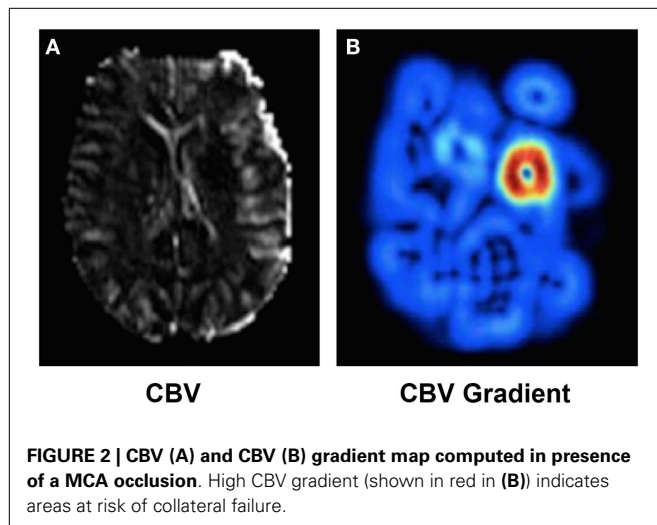 A
B
CBV
CBV Gradient
FIGURE 2 | CBV (A) and CBV (B) gradient map computed in presence
of a MCA occlusion. High CBV gradient (shown in red in (B)) indicates
areas at risk of collateral failure.